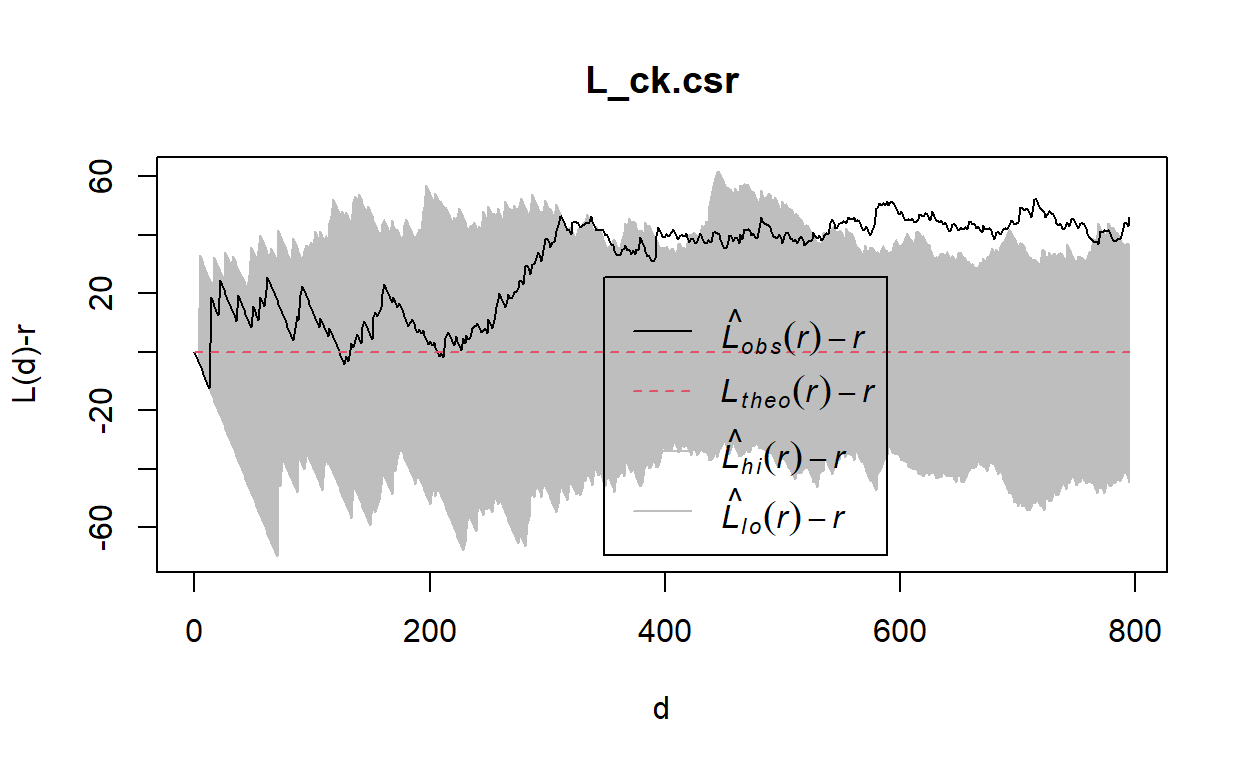 L_ck.csr
L(d)-r
60
20
-20
-60
L̂obs(r) – r
Ltheo(r) – r
L̂hi(r) – r
L̂lo(r) – r
0 200 400 600 800
d